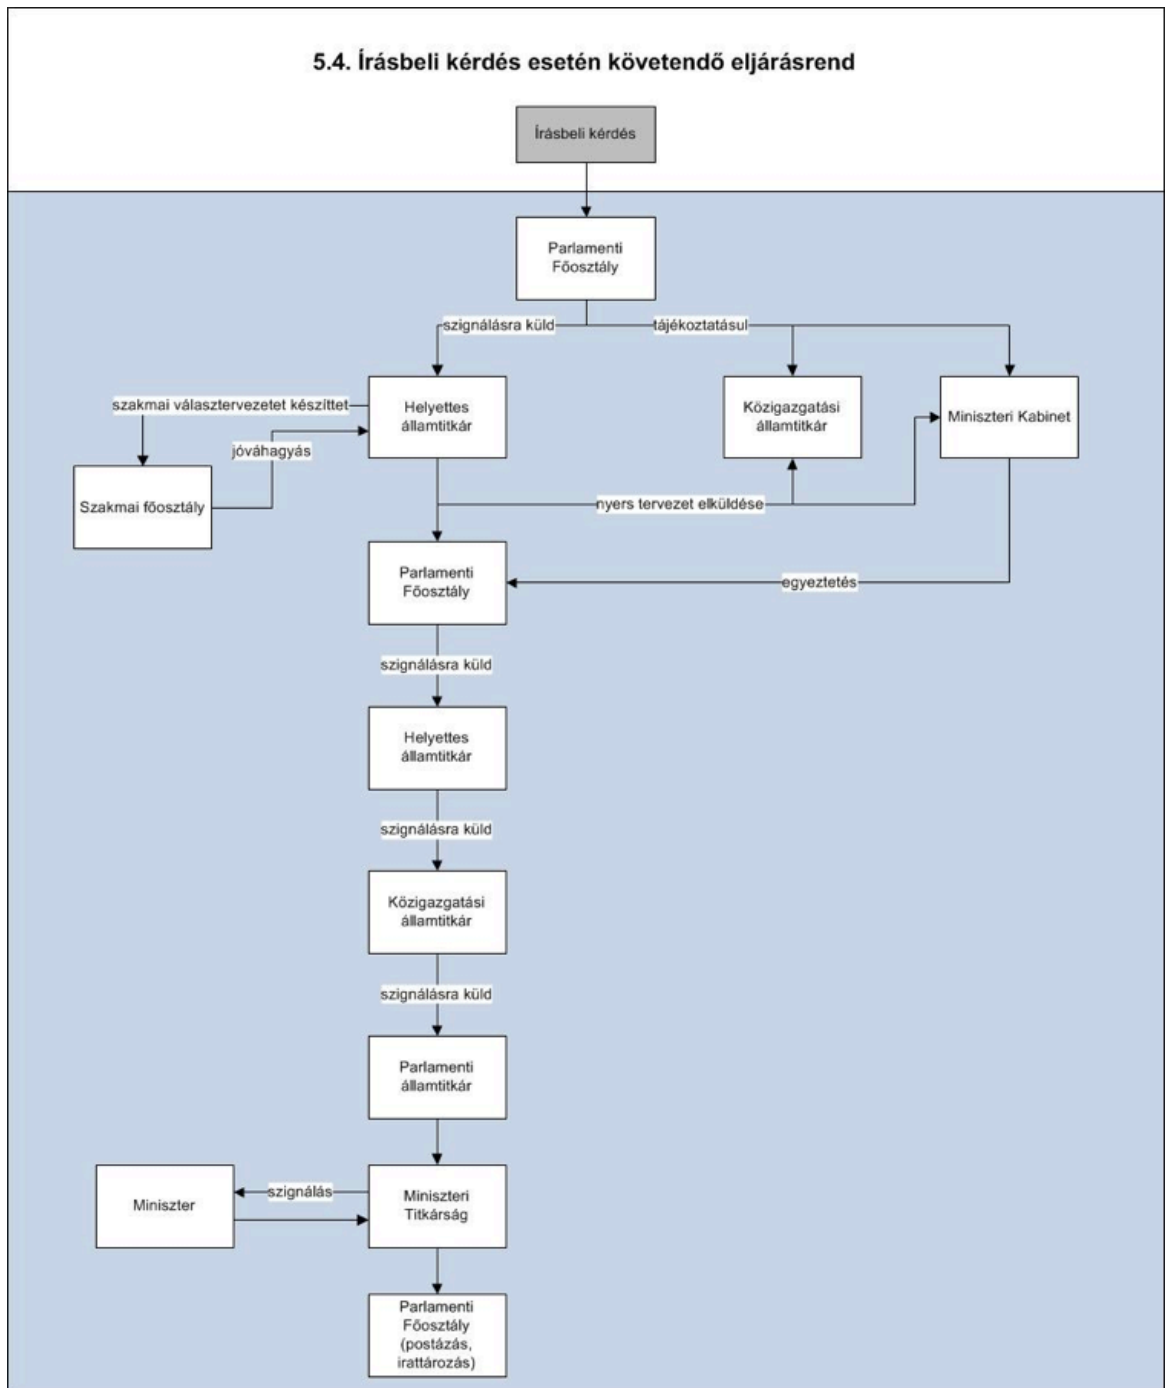 5.4. Írásbeli kérdés esetén követendő eljárásrend
Írásbeli kérdés
Parlamenti
Főosztály
szignálásra küld
tájékoztatásul
szakmai választervezetet készíttet
Helyettes
államtitkár
Közigazgatási
államtitkár
Miniszteri Kabinet
jóváhagyás
Szakmai főosztály
nyers tervezet elküldése
Parlamenti
Főosztály
egyeztetés
szignálásra küld
Helyettes
államtitkár
szignálásra küld
Közigazgatási
államtitkár
szignálásra küld
Parlamenti
államtitkár
Miniszter
szignálás
Miniszteri
Titkárság
Parlamenti
Főosztály
(postázás,
irattározás)